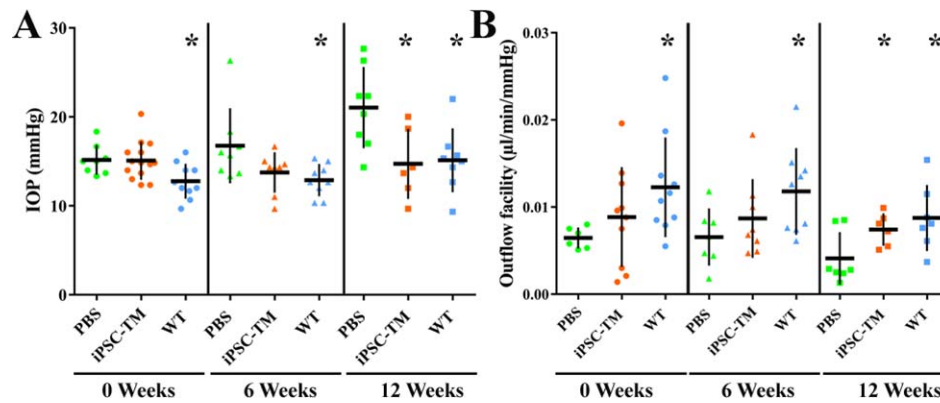 A
IOP (mmHg)
30
20
10
0
* * * *
PBS iPSC-TM WT PBS iPSC-TM WT PBS iPSC-TM WT
0 Weeks 6 Weeks 12 Weeks
B
Outflow facility (µl/min/mmHg)
0.03
0.02
0.01
0.00
* * * *
PBS iPSC-TM WT PBS iPSC-TM WT PBS iPSC-TM WT
0 Weeks 6 Weeks 12 Weeks